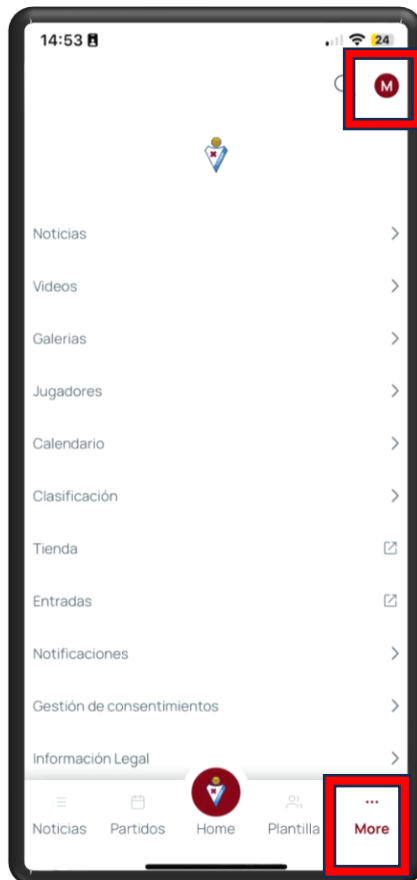 14:53
24
M
Noticias
Videos
Galerias
Jugadores
Calendario
Clasificación
Tienda
Entradas
Notificaciones
Gestión de consentimientos
Información Legal
Noticias Partidos Home Plantilla More